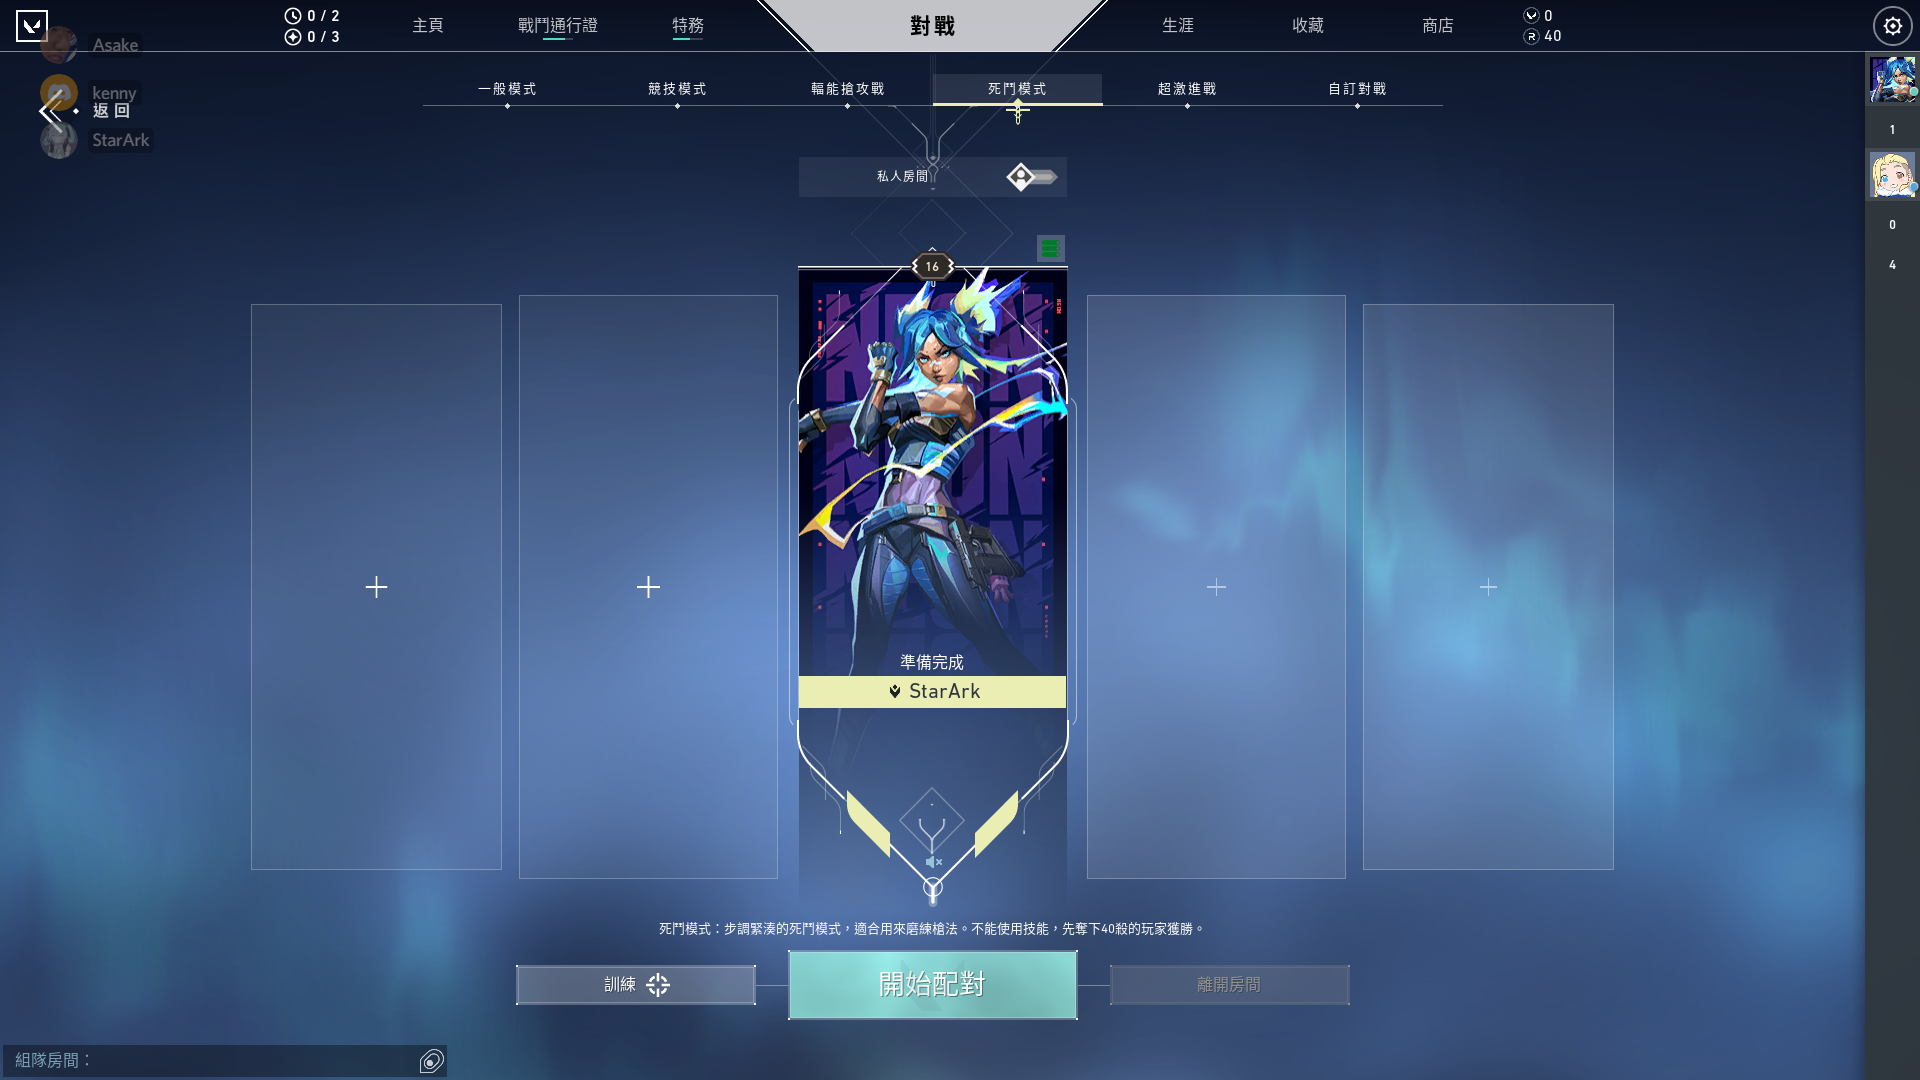 0 / 2
0 / 3
主頁
戰鬥通行證
特務
對戰
生涯
收藏
商店
0
40
Asake
kenny
返回
StarArk
一般模式
競技模式
輻能搶攻戰
死鬥模式
超激進戰
自訂對戰
私人房間
1
0
4
16
準備完成
StarArk
死鬥模式：步調緊湊的死鬥模式，適合用來磨練槍法。不能使用技能，先奪下40殺的玩家獲勝。
訓練
開始配對
離開房間
組隊房間：